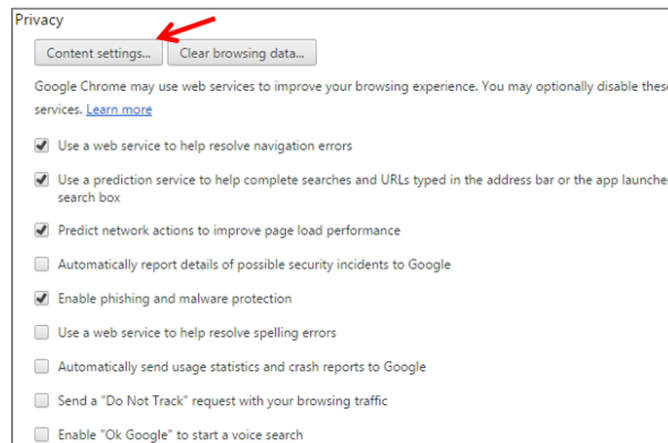 Privacy
Content settings... Clear browsing data...
Google Chrome may use web services to improve your browsing experience. You may optionally disable these
services. Learn more
Use a web service to help resolve navigation errors
Use a prediction service to help complete searches and URLs typed in the address bar or the app launcher
search box
Predict network actions to improve page load performance
Automatically report details of possible security incidents to Google
Enable phishing and malware protection
Use a web service to help resolve spelling errors
Automatically send usage statistics and crash reports to Google
Send a "Do Not Track" request with your browsing traffic
Enable "Ok Google" to start a voice search